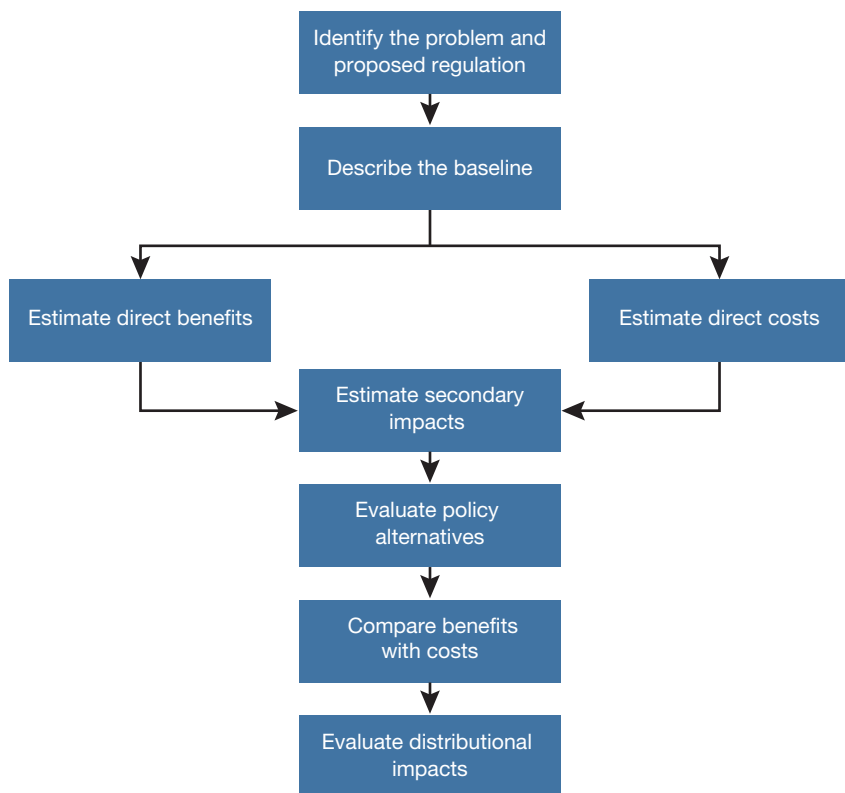 Identify the problem and
proposed regulation
Describe the baseline
Estimate direct benefits
Estimate direct costs
Estimate secondary
impacts
Evaluate policy
alternatives
Compare benefits
with costs
Evaluate distributional
impacts